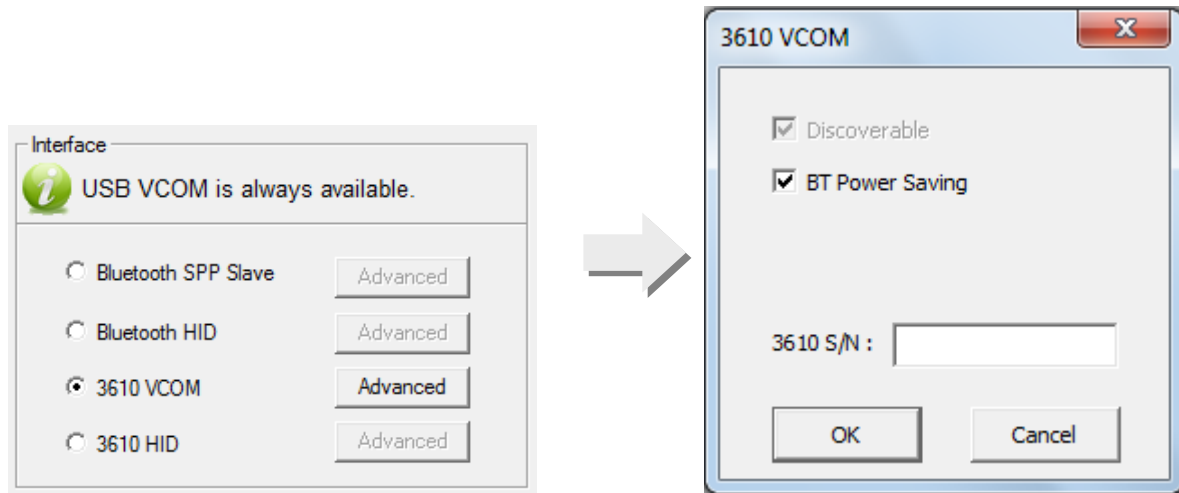 Interface
USB VCOM is always available.
Bluetooth SPP Slave Advanced
Bluetooth HID Advanced
3610 VCOM Advanced
3610 HID Advanced
3610 VCOM
Discoverable
BT Power Saving
3610 S/N :
OK Cancel